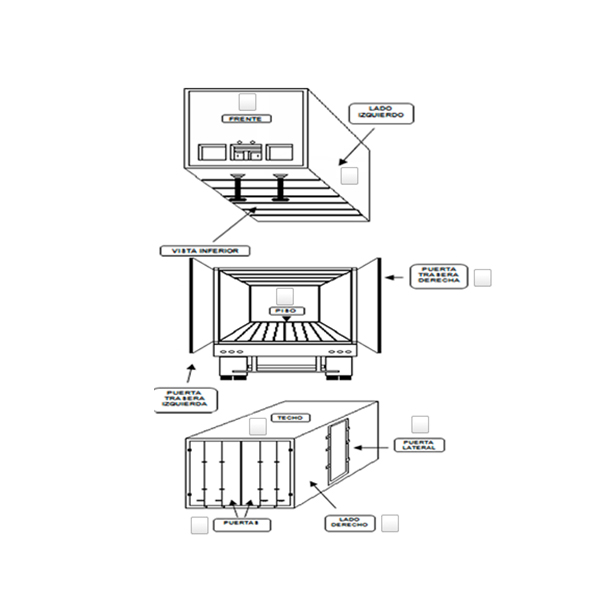 FRENTE
LADO
IZQUIERDO
VISTA INFERIOR
PUERTA
TRASERA
DERECHA
PISO
PUERTA
TRASERA
IZQUIERDA
TECHO
PUERTA
LATERAL
PUERTAS
LADO
DERECHO